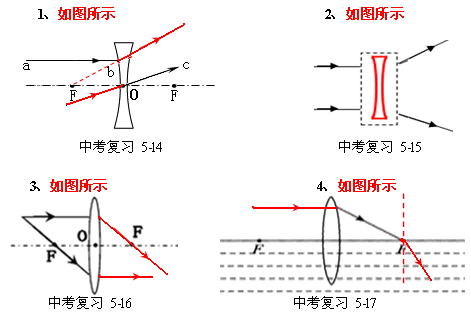 1、如图所示
2、如图所示
a
b
c
F
O
F
中考复习 5-14
中考复习 5-15
3、如图所示
4、如图所示
O
F
F
F
F
中考复习 5-16
中考复习 5-17